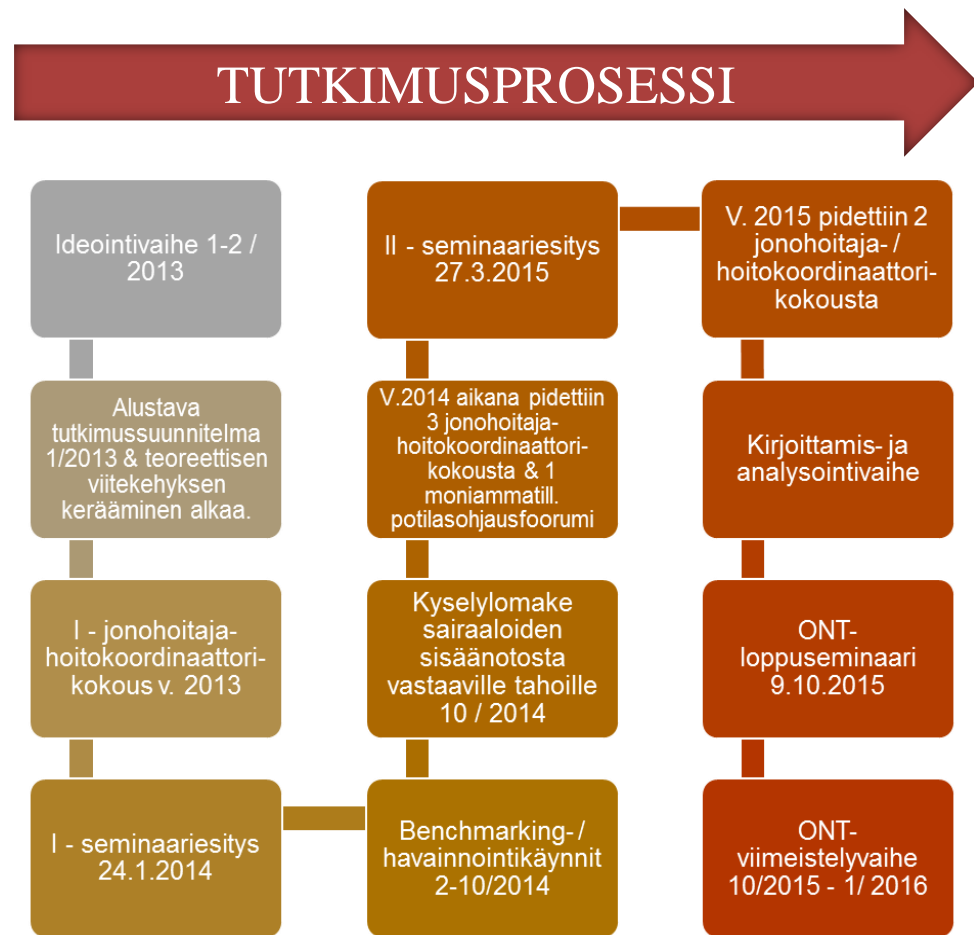 TUTKIMUSPROSESSI
Ideointivaihe 1-2 /
2013
Alustava
tutkimussuunnitelma
1/2013 & teoreettisen
viitekehyksen
kerääminen alkaa.
I - jonohoitaja-
hoitokoordinaattori-
kokous v. 2013
I - seminaariesitys
24.1.2014
Benchmarking- /
havainnointikäynnit
2-10/2014
Kyselylomake
sairaaloiden
sisäänotosta
vastaaville tahoille
10 / 2014
V.2014 aikana pidettiin
3 jonohoitaja-
hoitokoordinaattori-
kokousta & 1
moniammatill.
potilasohjausfoorumi
II - seminaariesitys
27.3.2015
V. 2015 pidettiin 2
jonohoitaja- /
hoitokoordinaattori-
kokousta
Kirjoittamis- ja
analysointivaihe
ONT-
loppuseminaari
9.10.2015
ONT-
viimeistelyvaihe
10/2015 - 1/ 2016